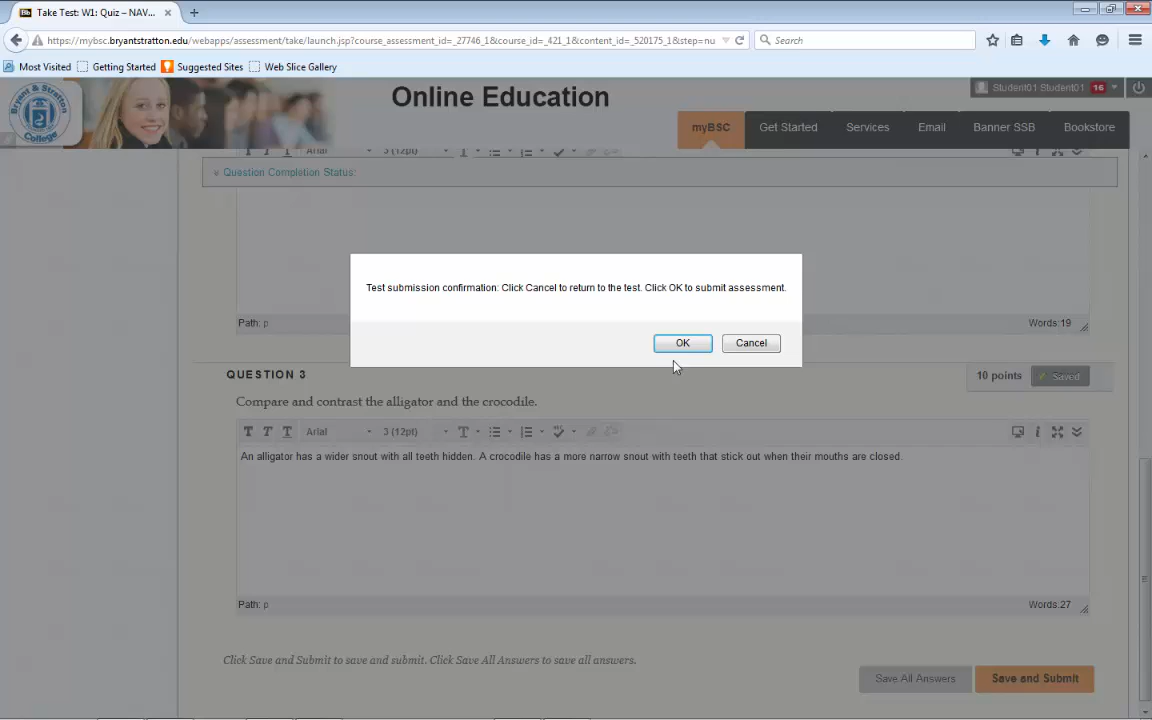 Take Test: W1: Quiz – NAV...
https://mybsc.bryantstratton.edu/webapps/assessment/take/launch.jsp?course_assessment_id=_27746_1&course_id=_421_1&content_id=_520175_1&step=nu
Search
Most Visited
Getting Started
Suggested Sites
Web Slice Gallery
Bryant & Stratton
College
Online Education
Student01 Student01 16
myBSC
Get Started
Services
Email
Banner SSB
Bookstore
Arial 3 (12pt)
Question Completion Status:
Test submission confirmation: Click Cancel to return to the test. Click OK to submit assessment.
OK
Cancel
Path: p
Words:19
QUESTION 3
10 points
Saved
Compare and contrast the alligator and the crocodile.
T T T Arial 3 (12pt) T
An alligator has a wider snout with all teeth hidden. A crocodile has a more narrow snout with teeth that stick out when their mouths are closed.
Path: p
Words:27
Click Save and Submit to save and submit. Click Save All Answers to save all answers.
Save All Answers
Save and Submit